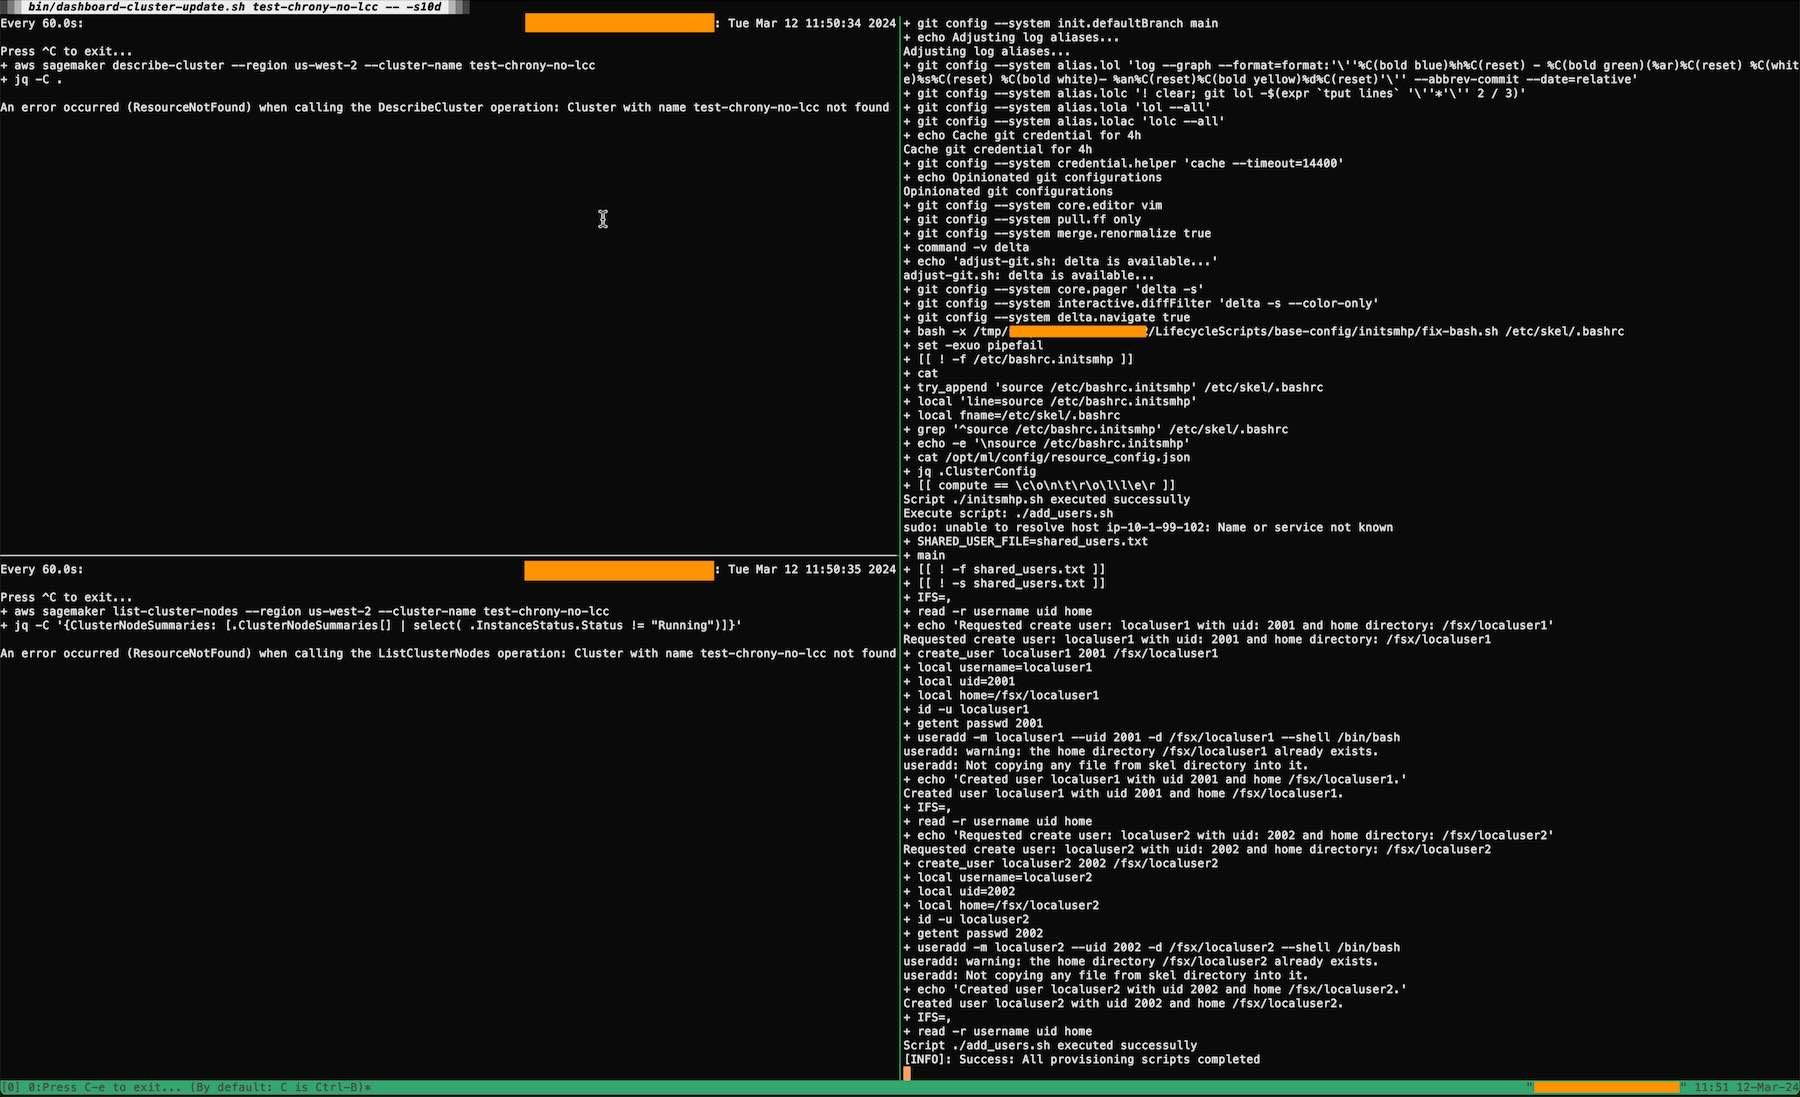 bin/dashboard-cluster-update.sh test-chrony-no-lcc -- -s10d
Every 60.0s: : Tue Mar 12 11:50:34 2024
Press ^C to exit...
+ aws sagemaker describe-cluster --region us-west-2 --cluster-name test-chrony-no-lcc
+ jq -C .
An error occurred (ResourceNotFound) when calling the DescribeCluster operation: Cluster with name test-chrony-no-lcc not found
Every 60.0s: : Tue Mar 12 11:50:35 2024
Press ^C to exit...
+ aws sagemaker list-cluster-nodes --region us-west-2 --cluster-name test-chrony-no-lcc
+ jq -C '{ClusterNodeSummaries: [.ClusterNodeSummaries[] | select( .InstanceStatus.Status != "Running")]}'
An error occurred (ResourceNotFound) when calling the ListClusterNodes operation: Cluster with name test-chrony-no-lcc not found
+ git config --system init.defaultBranch main
+ echo Adjusting log aliases...
Adjusting log aliases...
+ git config --system alias.lol 'log --graph --format=format:'\''%C(bold blue)%h%C(reset) - %C(bold green)(%ar)%C(reset) %C(whit
e)%s%C(reset) %C(bold white)- %an%C(reset)%C(bold yellow)%d%C(reset)'\'' --abbrev-commit --date=relative'
+ git config --system alias.lolc '! clear; git lol -$(expr `tput lines` '\''*'\'' 2 / 3)'
+ git config --system alias.lola 'lol --all'
+ git config --system alias.lolac 'lolc --all'
+ echo Cache git credential for 4h
Cache git credential for 4h
+ git config --system credential.helper 'cache --timeout=14400'
+ echo Opinionated git configurations
Opinionated git configurations
+ git config --system core.editor vim
+ git config --system pull.ff only
+ git config --system merge.renormalize true
+ command -v delta
+ echo 'adjust-git.sh: delta is available...'
adjust-git.sh: delta is available...
+ git config --system core.pager 'delta -s'
+ git config --system interactive.diffFilter 'delta -s --color-only'
+ git config --system delta.navigate true
+ bash -x /tmp/ /LifecycleScripts/base-config/initsmhp/fix-bash.sh /etc/skel/.bashrc
+ set -exuo pipefail
+ [[ ! -f /etc/bashrc.initsmhp ]]
+ cat
+ try_append 'source /etc/bashrc.initsmhp' /etc/skel/.bashrc
+ local 'line=source /etc/bashrc.initsmhp'
+ local fname=/etc/skel/.bashrc
+ grep '^source /etc/bashrc.initsmhp' /etc/skel/.bashrc
+ echo -e '\nsource /etc/bashrc.initsmhp'
+ cat /opt/ml/config/resource_config.json
+ jq .ClusterConfig
+ [[ compute == \c\o\n\t\r\o\l\l\e\r ]]
Script ./initsmhp.sh executed successully
Execute script: ./add_users.sh
sudo: unable to resolve host ip-10-1-99-102: Name or service not known
+ SHARED_USER_FILE=shared_users.txt
+ main
+ [[ ! -f shared_users.txt ]]
+ [[ ! -s shared_users.txt ]]
+ IFS=,
+ read -r username uid home
+ echo 'Requested create user: localuser1 with uid: 2001 and home directory: /fsx/localuser1'
Requested create user: localuser1 with uid: 2001 and home directory: /fsx/localuser1
+ create_user localuser1 2001 /fsx/localuser1
+ local username=localuser1
+ local uid=2001
+ local home=/fsx/localuser1
+ id -u localuser1
+ getent passwd 2001
+ useradd -m localuser1 --uid 2001 -d /fsx/localuser1 --shell /bin/bash
useradd: warning: the home directory /fsx/localuser1 already exists.
useradd: Not copying any file from skel directory into it.
+ echo 'Created user localuser1 with uid 2001 and home /fsx/localuser1.'
Created user localuser1 with uid 2001 and home /fsx/localuser1.
+ IFS=,
+ read -r username uid home
+ echo 'Requested create user: localuser2 with uid: 2002 and home directory: /fsx/localuser2'
Requested create user: localuser2 with uid: 2002 and home directory: /fsx/localuser2
+ create_user localuser2 2002 /fsx/localuser2
+ local username=localuser2
+ local uid=2002
+ local home=/fsx/localuser2
+ id -u localuser2
+ getent passwd 2002
+ useradd -m localuser2 --uid 2002 -d /fsx/localuser2 --shell /bin/bash
useradd: warning: the home directory /fsx/localuser2 already exists.
useradd: Not copying any file from skel directory into it.
+ echo 'Created user localuser2 with uid 2002 and home /fsx/localuser2.'
Created user localuser2 with uid 2002 and home /fsx/localuser2.
+ IFS=,
+ read -r username uid home
Script ./add_users.sh executed successully
[INFO]: Success: All provisioning scripts completed
[0] 0:Press C-e to exit... (By default: C is Ctrl-B)* " " 11:51 12-Mar-24